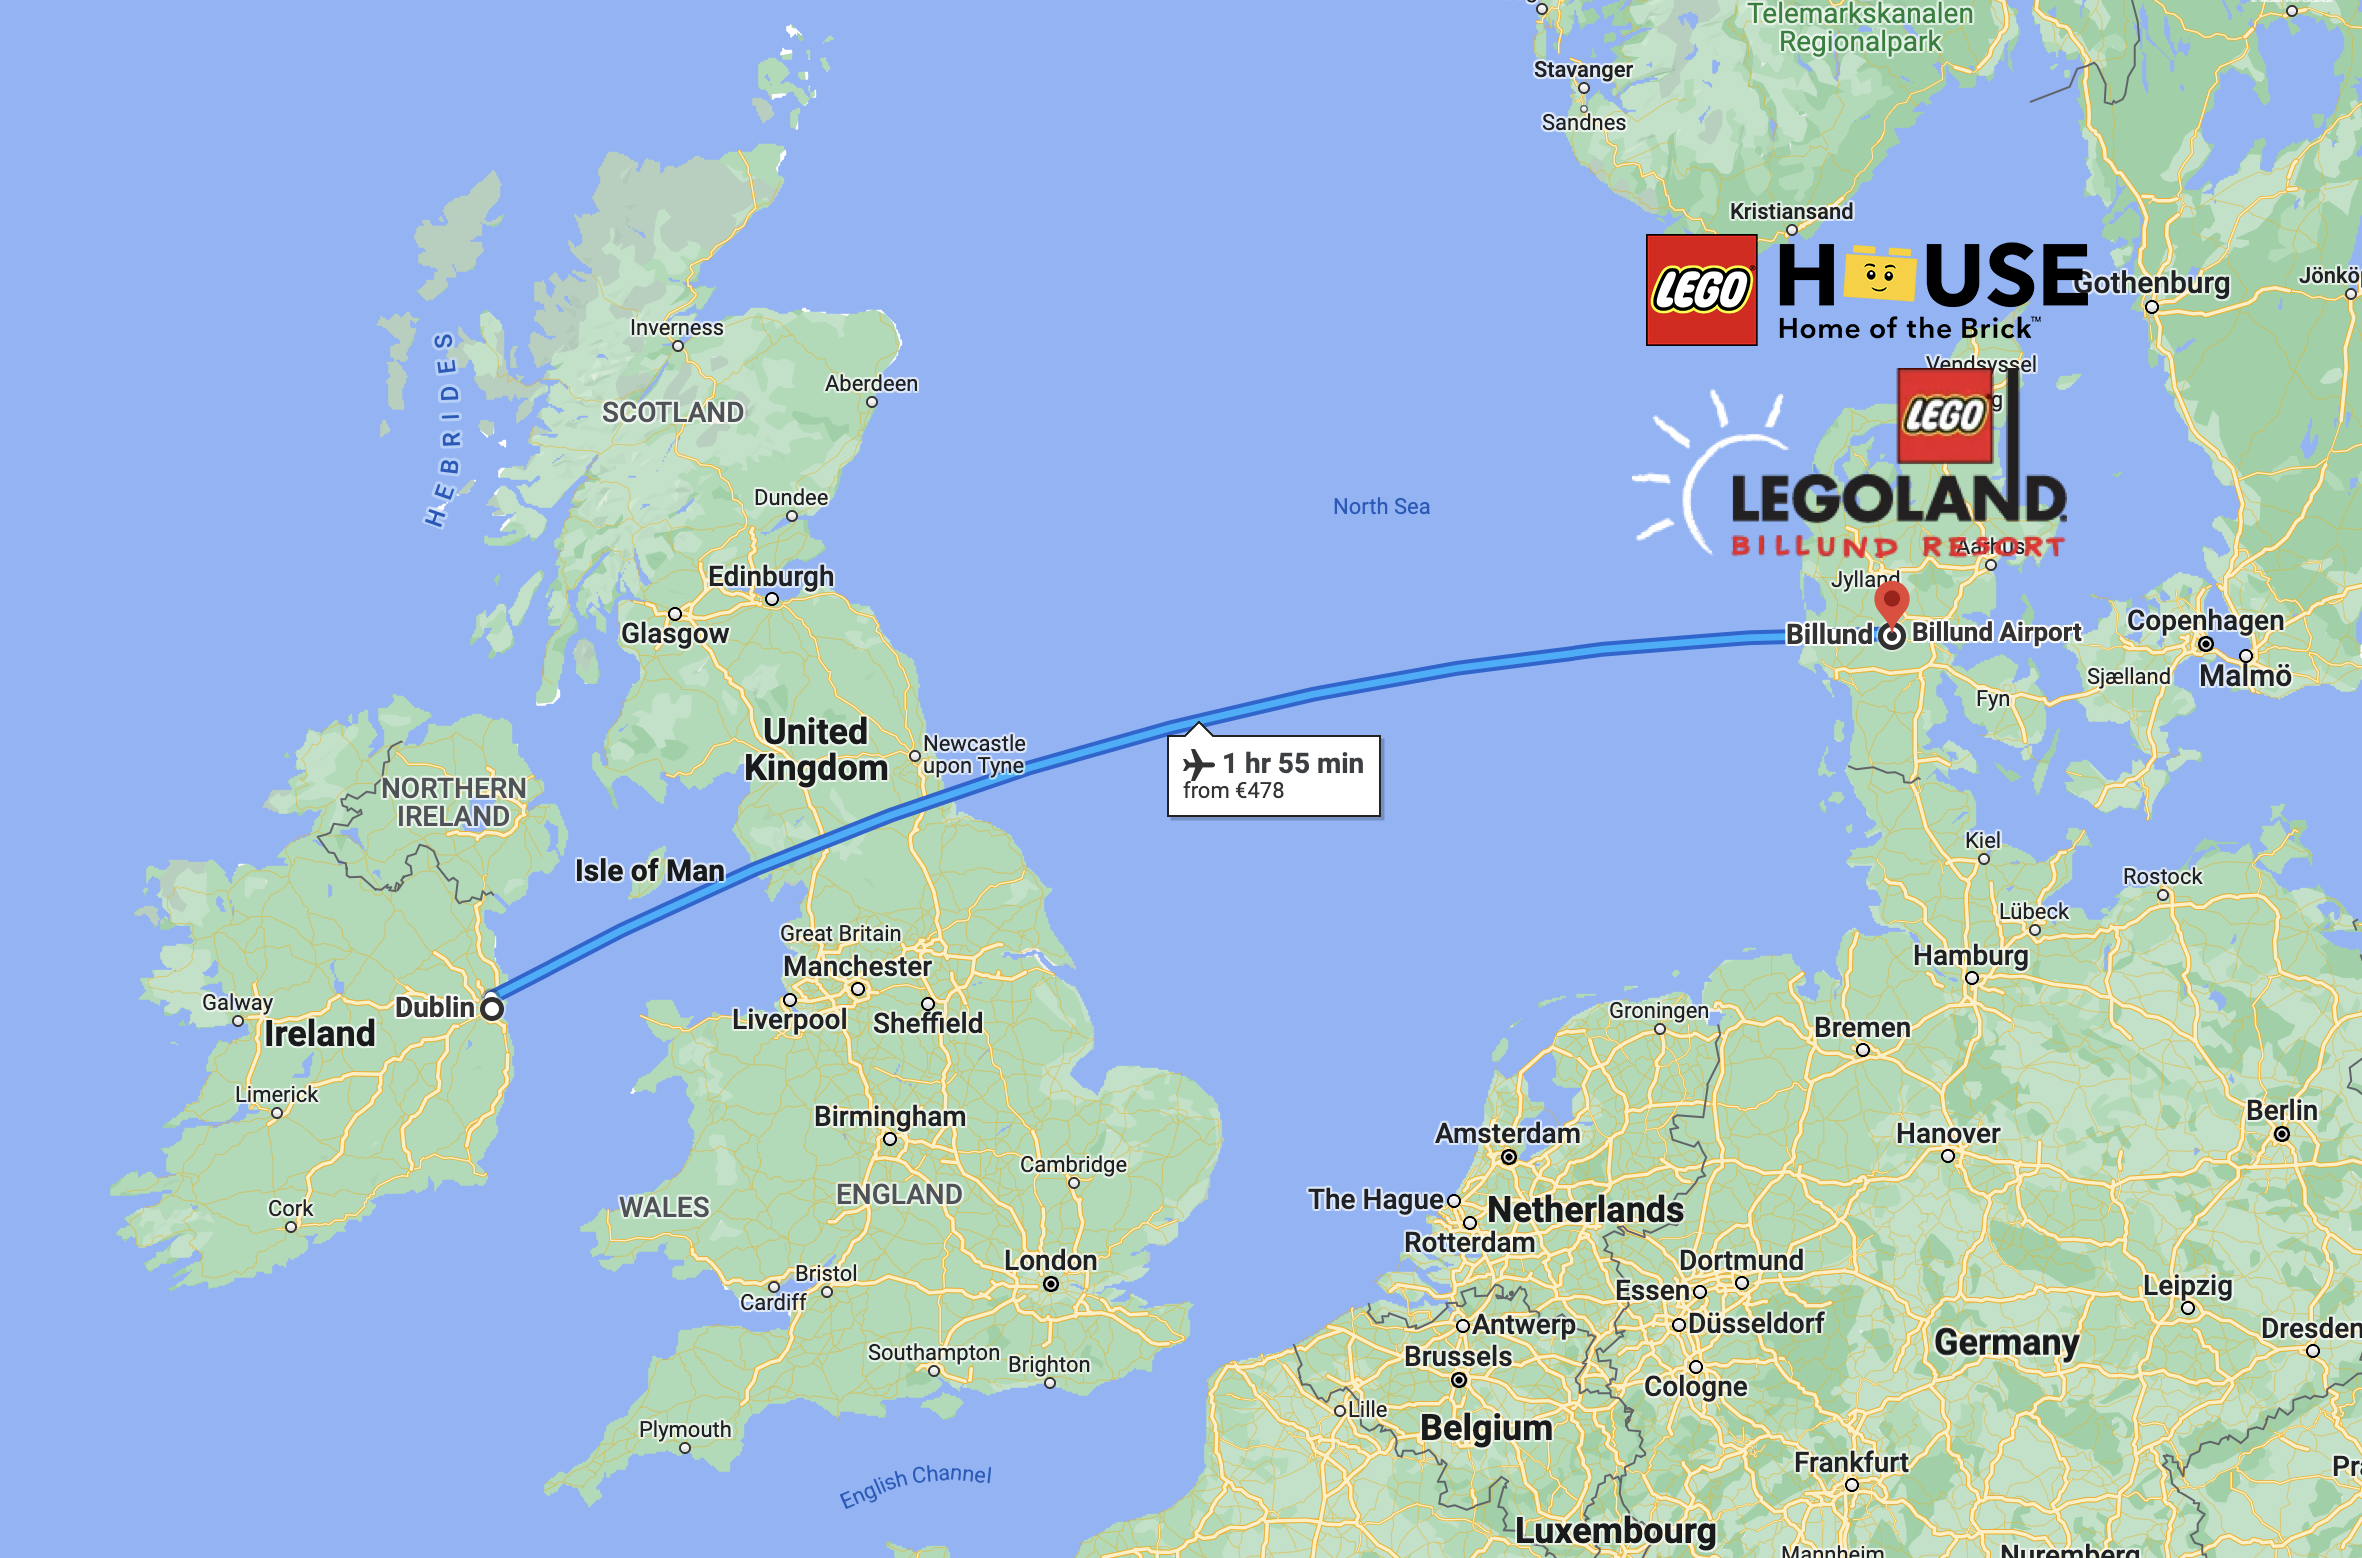 Telemarkskanalen
Regionalpark
Stavanger
Sandnes
Kristiansand
LEGO
HOUSE
Home of the Brick™
Gothenburg
Vendsyssel
LEGO
LEGOLAND
BILLUND RESORT
Aarhus
Jylland
Billund
Billund Airport
Copenhagen
Malmö
Sjælland
Fyn
HEBRIDES
Inverness
Aberdeen
SCOTLAND
Dundee
Edinburgh
Glasgow
North Sea
United
Kingdom
Newcastle
upon Tyne
1 hr 55 min
from €478
NORTHERN
IRELAND
Isle of Man
Great Britain
Manchester
Liverpool
Sheffield
Galway
Dublin
Ireland
Limerick
Cork
Birmingham
Cambridge
WALES
ENGLAND
London
Bristol
Cardiff
Southampton
Brighton
Plymouth
English Channel
Kiel
Rostock
Lübeck
Hamburg
Groningen
Bremen
Berlin
Amsterdam
Hanover
The Hague
Netherlands
Rotterdam
Dortmund
Essen
Leipzig
Antwerp
Düsseldorf
Germany
Dresden
Brussels
Cologne
Lille
Belgium
Frankfurt
Luxembourg
Mannheim
Nuremberg